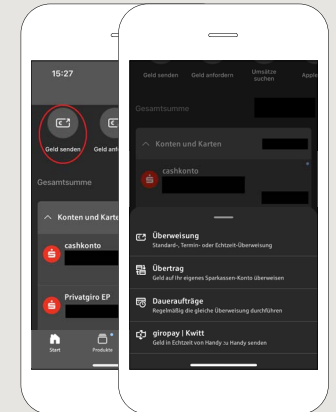 15:27
Geld senden
Geld anf
Gesamtsumme
Konten und Karte
cashkonto
Privatgiro EP
Start
Produkte
Geld senden
Geld anfordern
Umsätze
suchen
Apple
Gesamtsumme
Konten und Karten
cashkonto
Überweisung
Standard-, Termin- oder Echtzeit-Überweisung
Übertrag
Geld auf Ihr eigenes Sparkassen-Konto überweisen
Daueraufträge
Regelmäßig die gleiche Überweisung durchführen
giropay | Kwitt
Geld in Echtzeit von Handy zu Handy senden